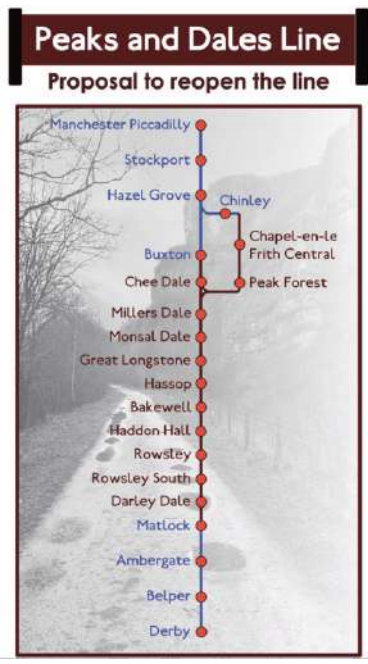 Peaks and Dales Line
Proposal to reopen the line
Manchester Piccadilly
Stockport
Hazel Grove
Chinley
Chapel-en-le
Frith Central
Buxton
Chee Dale
Peak Forest
Millers Dale
Monsal Dale
Great Longstone
Hassop
Bakewell
Haddon Hall
Rowsley
Rowsley South
Darley Dale
Matlock
Ambergate
Belper
Derby